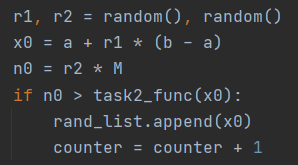 r1, r2 = random(), random()
x0 = a + r1 * (b - a)
n0 = r2 * M
if n0 > task2_func(x0):
    rand_list.append(x0)
    counter = counter + 1